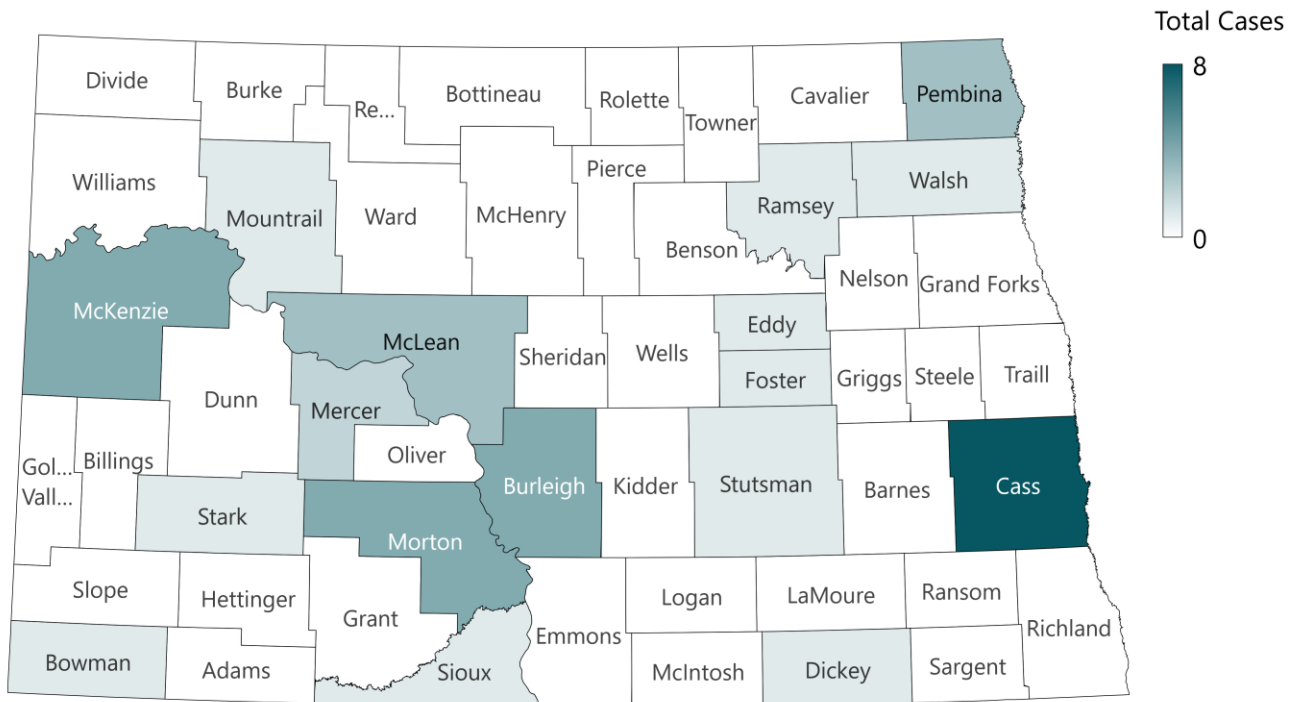 Total Cases
8
0
Divide
Burke
Re...
Bottineau
Rolette
Towner
Cavalier
Pembina
Williams
Mountrail
Ward
McHenry
Pierce
Benson
Ramsey
Walsh
Nelson
Grand Forks
McKenzie
McLean
Sheridan
Wells
Eddy
Foster
Griggs
Steele
Traill
Dunn
Mercer
Oliver
Gol...
Vall...
Billings
Stark
Burleigh
Kidder
Stutsman
Barnes
Cass
Morton
Slope
Hettinger
Grant
Emmons
Logan
LaMoure
Ransom
Richland
Bowman
Adams
Sioux
McIntosh
Dickey
Sargent